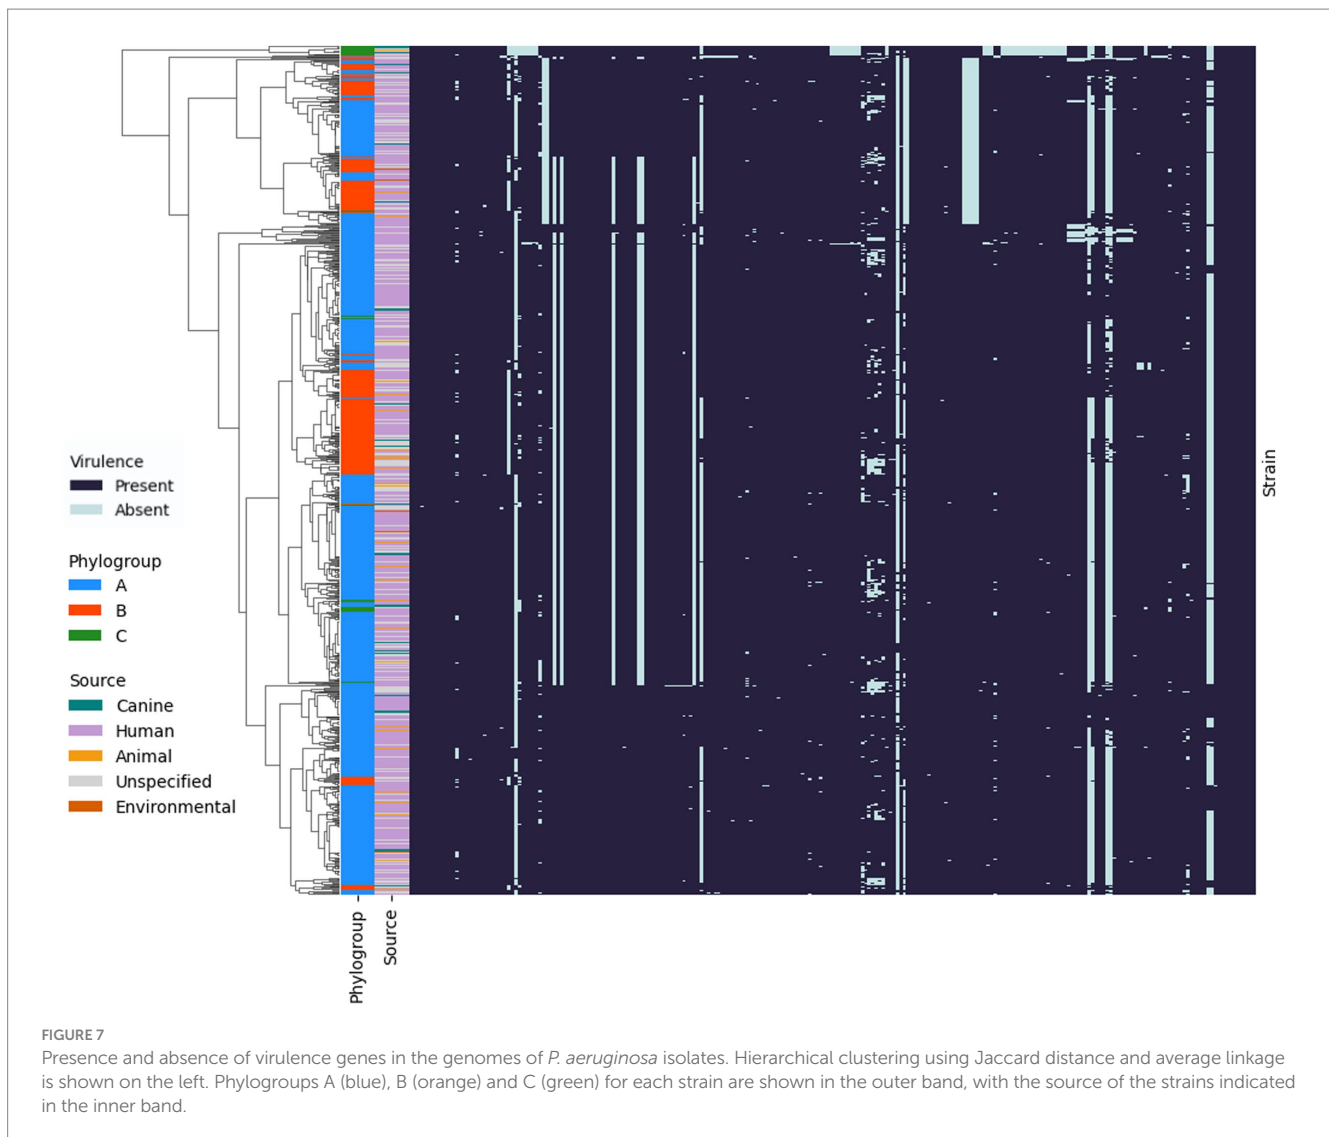 Virulence
Present
Absent
Phylogroup
A
B
C
Source
Canine
Human
Animal
Unspecified
Environmental
Phylogroup
Source
Strain
FIGURE 7
Presence and absence of virulence genes in the genomes of P. aeruginosa isolates. Hierarchical clustering using Jaccard distance and average linkage
is shown on the left. Phylogroups A (blue), B (orange) and C (green) for each strain are shown in the outer band, with the source of the strains indicated
in the inner band.